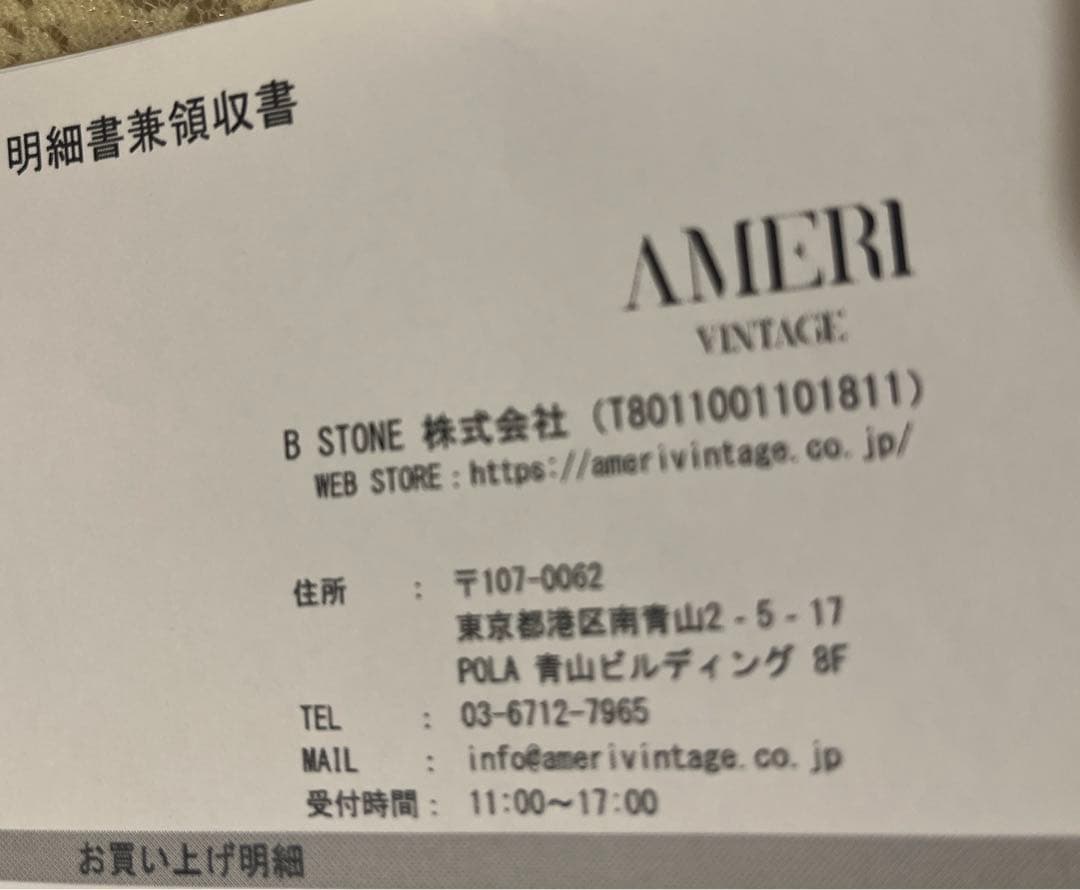 明細書兼領収書
AMERI
VINTAGE
B STONE 株式会社 (T8011001101811)
WEB STORE : https://amerivintage.co.jp/
住所 : 〒107-0062
東京都港区南青山2-5-17
POLA 青山ビルディング 8F
TEL : 03-6712-7965
MAIL : info@amerivintage.co.jp
受付時間 : 11:00~17:00
お買い上げ明細